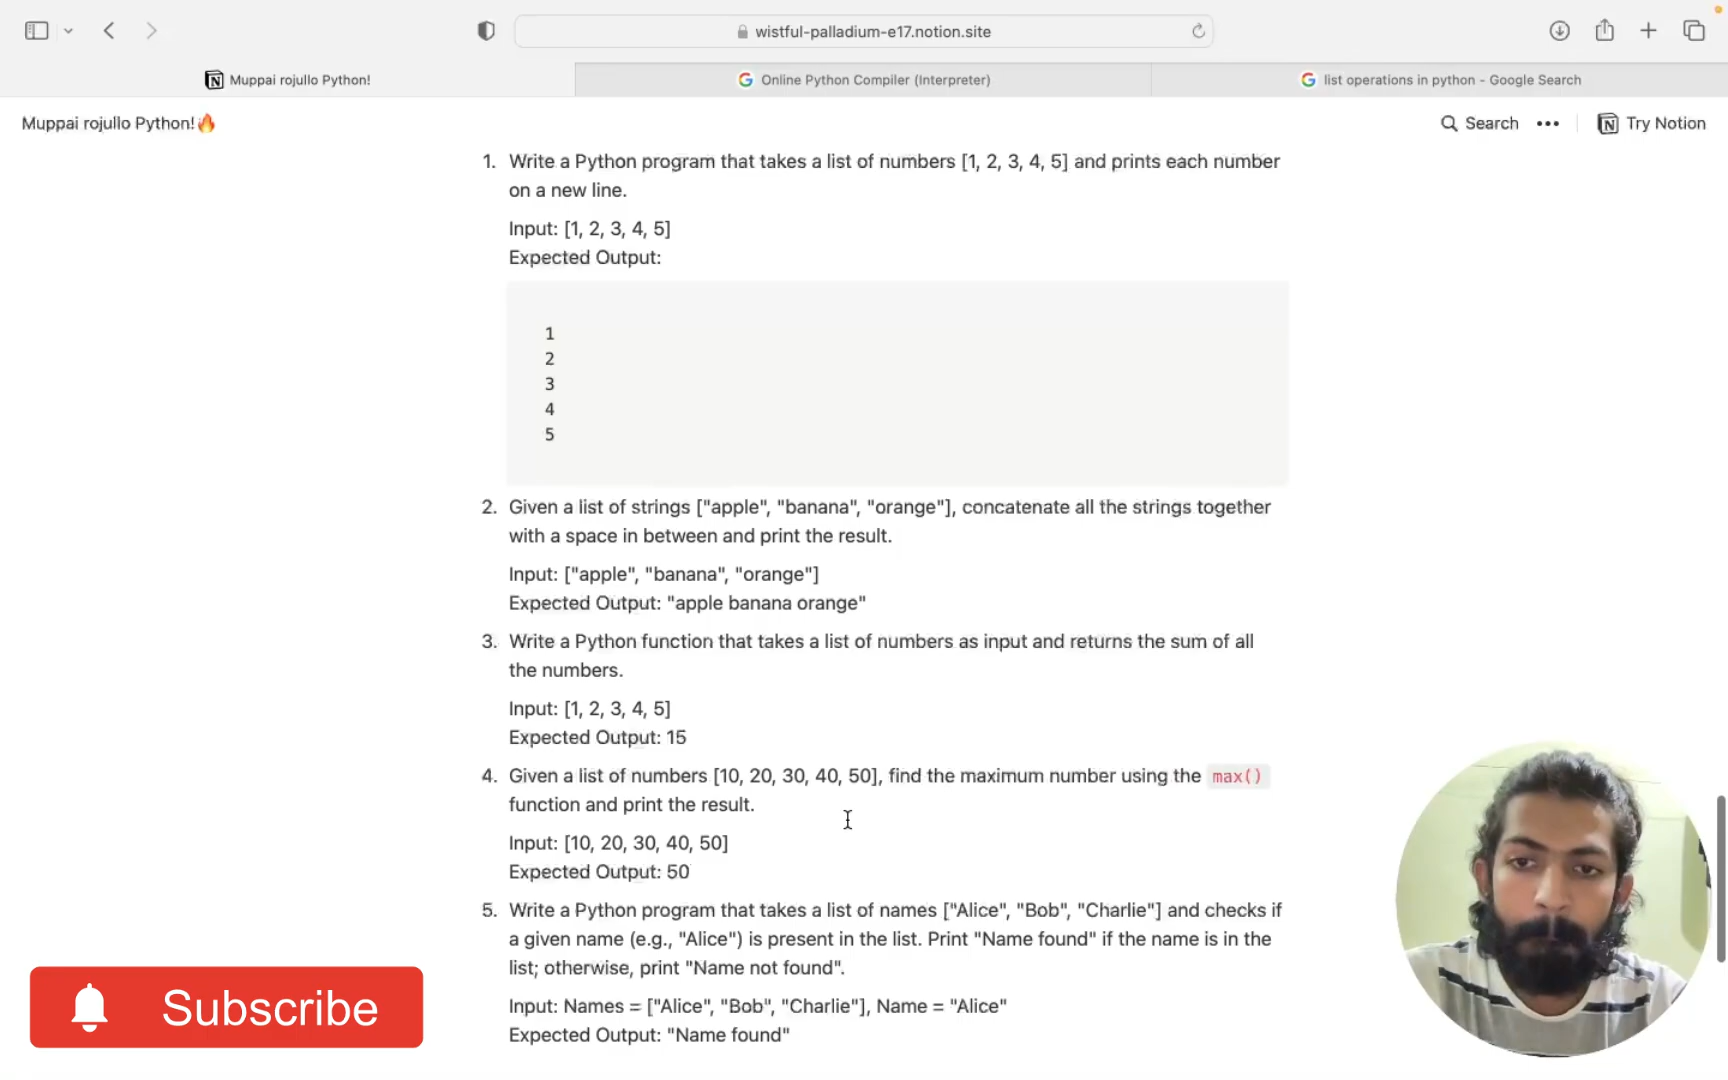 wistful-palladium-e17.notion.site
Muppai rojullo Python!
Online Python Compiler (Interpreter)
list operations in python - Google Search
Muppai rojullo Python!🔥
Search
Try Notion
1. Write a Python program that takes a list of numbers [1, 2, 3, 4, 5] and prints each number
on a new line.
Input: [1, 2, 3, 4, 5]
Expected Output:
1
2
3
4
5
2. Given a list of strings ["apple", "banana", "orange"], concatenate all the strings together
with a space in between and print the result.
Input: ["apple", "banana", "orange"]
Expected Output: "apple banana orange"
3. Write a Python function that takes a list of numbers as input and returns the sum of all
the numbers.
Input: [1, 2, 3, 4, 5]
Expected Output: 15
4. Given a list of numbers [10, 20, 30, 40, 50], find the maximum number using the max()
function and print the result.
Input: [10, 20, 30, 40, 50]
Expected Output: 50
5. Write a Python program that takes a list of names ["Alice", "Bob", "Charlie"] and checks if
a given name (e.g., "Alice") is present in the list. Print "Name found" if the name is in the
list; otherwise, print "Name not found".
Input: Names = ["Alice", "Bob", "Charlie"], Name = "Alice"
Expected Output: "Name found"
Subscribe